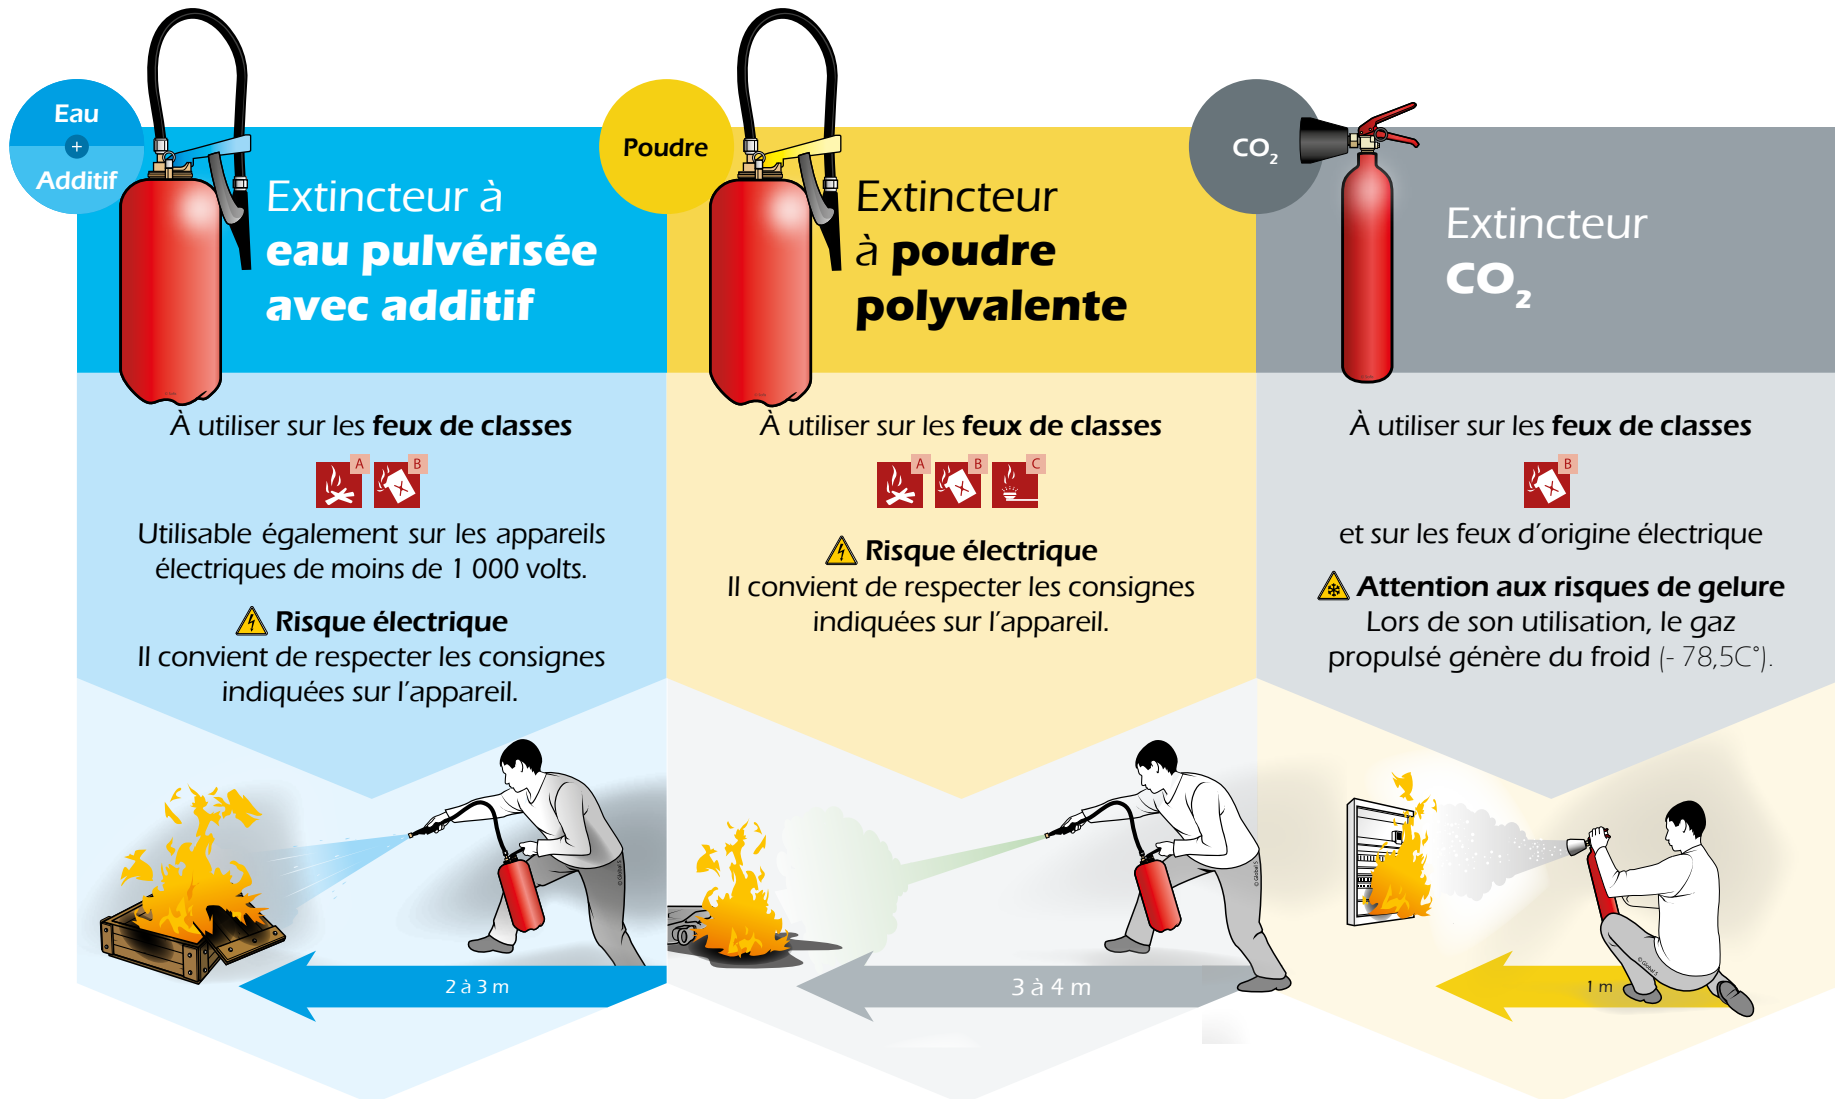 Eau
+
Additif
Extincteur à
eau pulvérisée
avec additif
À utiliser sur les feux de classes
A B
Utilisable également sur les appareils
électriques de moins de 1 000 volts.
Risque électrique
Il convient de respecter les consignes
indiquées sur l'appareil.
© Global S
2 à 3 m
Poudre
Extincteur
à poudre
polyvalente
À utiliser sur les feux de classes
A B C
Risque électrique
Il convient de respecter les consignes
indiquées sur l'appareil.
© Global S
3 à 4 m
CO₂
Extincteur
CO₂
À utiliser sur les feux de classes
B
et sur les feux d'origine électrique
Attention aux risques de gelure
Lors de son utilisation, le gaz
propulsé génère du froid (- 78,5C°).
© Global S
1 m